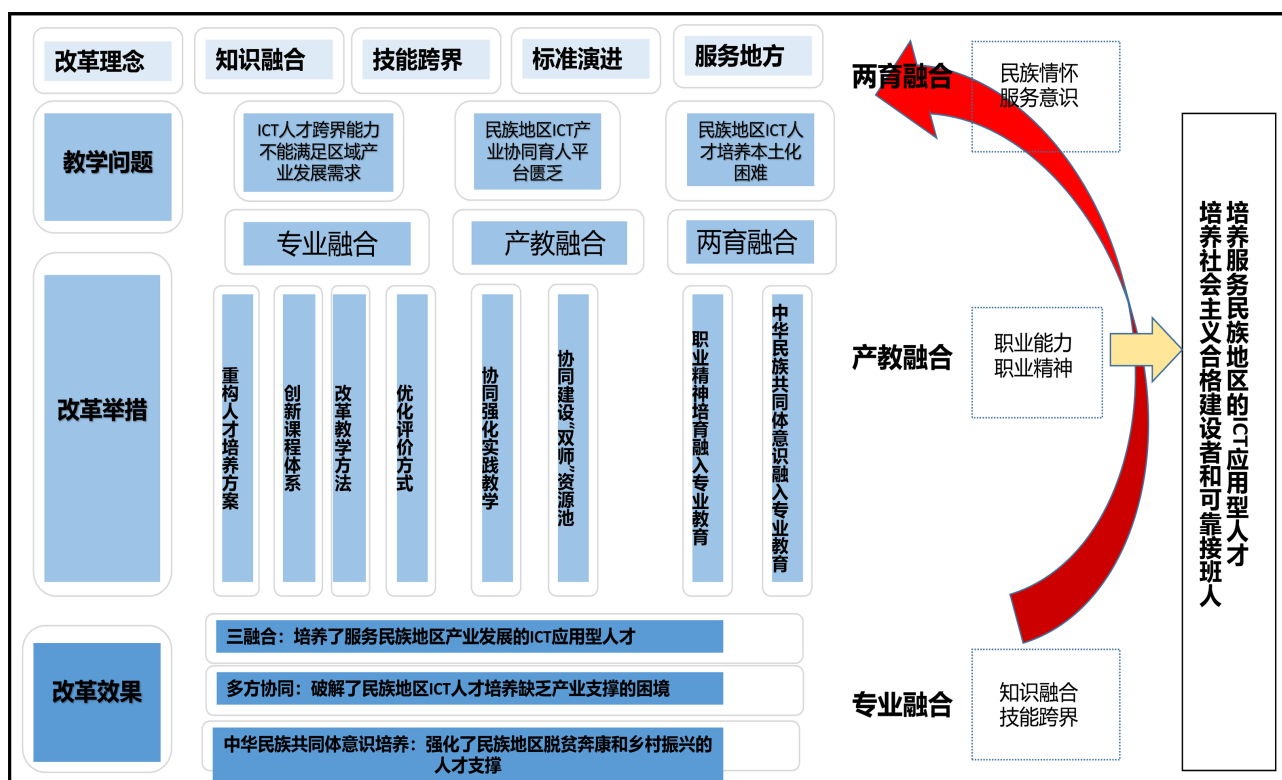 改革理念
知识融合
技能跨界
标准演进
服务地方
教学问题
ICT人才跨界能力
不能满足区域产
业发展需求
民族地区ICT产
业协同育人平
台匮乏
民族地区ICT人
才培养本土化
困难
专业融合
产教融合
两育融合
改革举措
重构人才培养方案
创新课程体系
改革教学方法
优化评价方式
协同强化实践教学
协同建设“双师”资源池
职业精神培育融入专业教育
中华民族共同体意识融入专业教育
改革效果
三融合：培养了服务民族地区产业发展的ICT应用型人才
多方协同：破解了民族地区ICT人才培养缺乏产业支撑的困境
中华民族共同体意识培养：强化了民族地区脱贫奔康和乡村振兴的
人才支撑
两育融合
民族情怀
服务意识
产教融合
职业能力
职业精神
专业融合
知识融合
技能跨界
培养服务民族地区的ICT应用型人才
培养社会主义合格建设者和可靠接班人